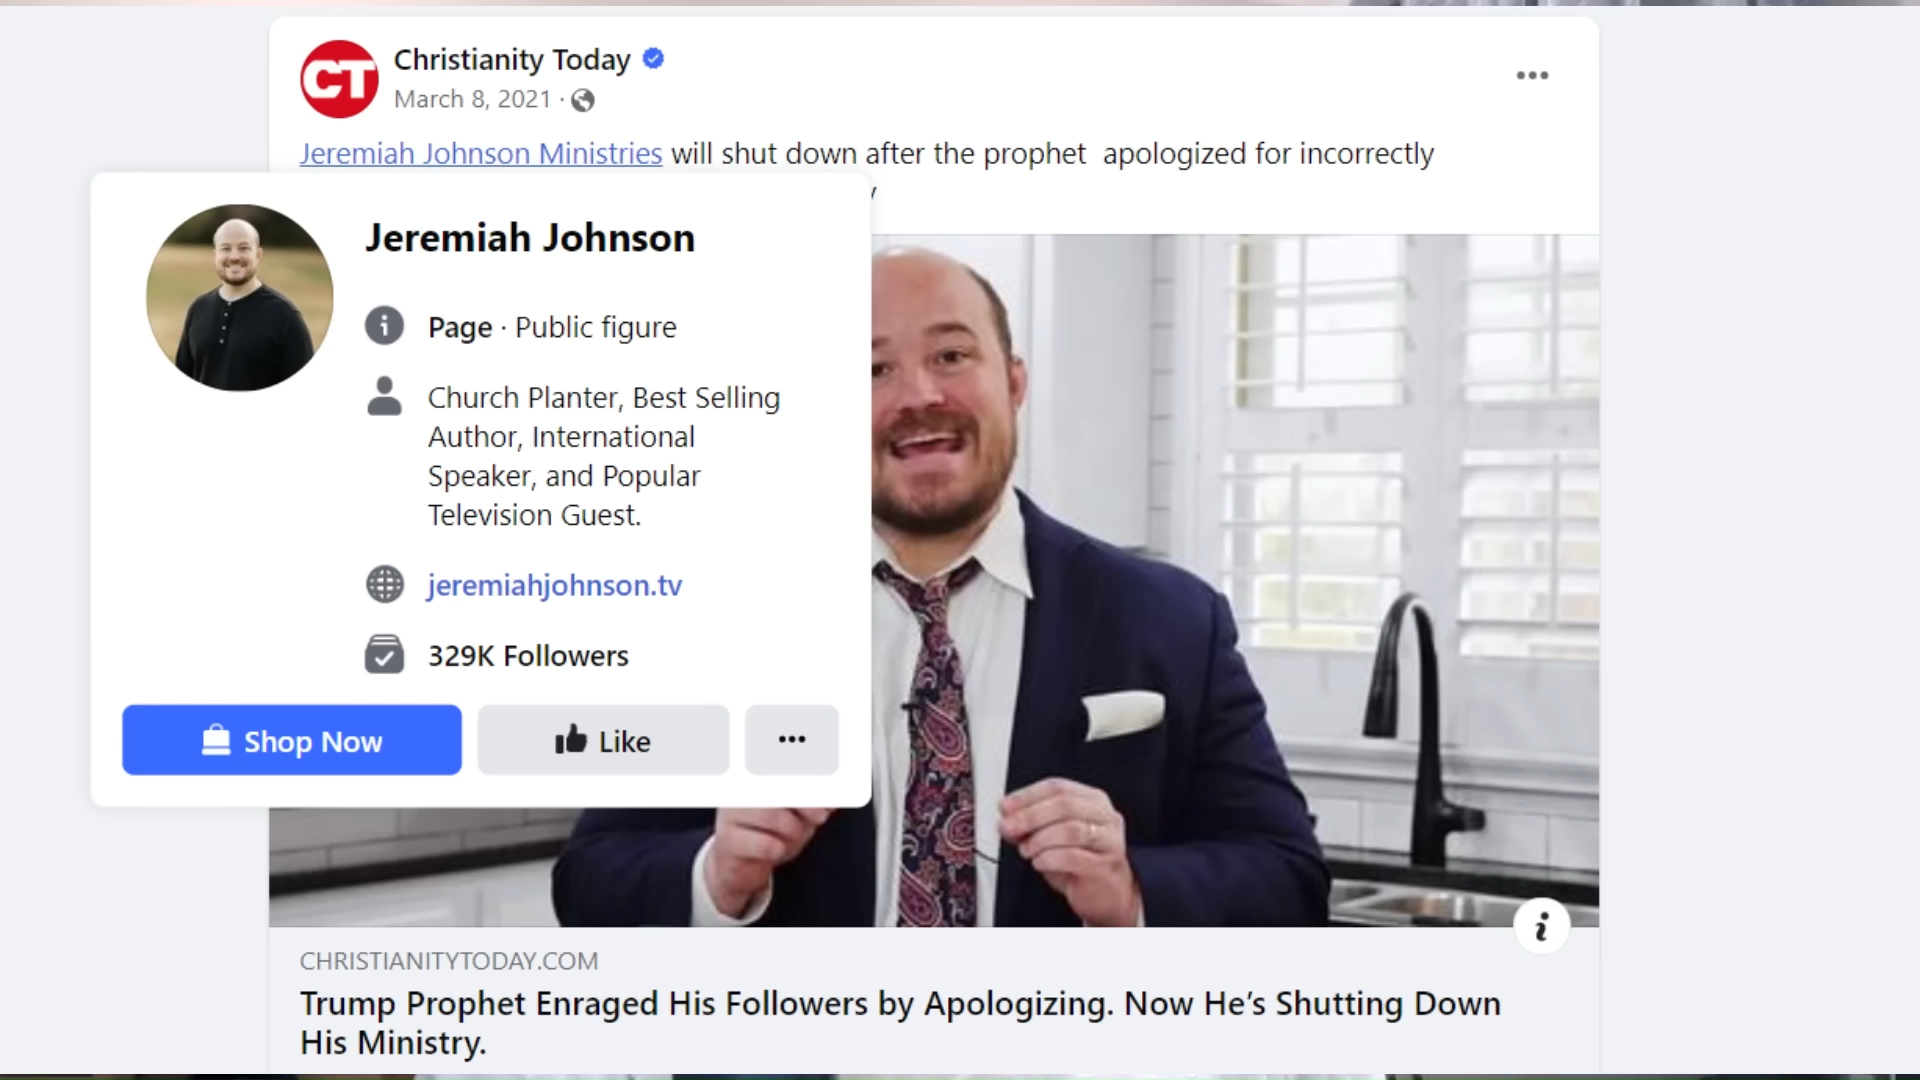 CT
Christianity Today
March 8, 2021 ·
Jeremiah Johnson Ministries will shut down after the prophet apologized for incorrectly
Jeremiah Johnson
Page · Public figure
Church Planter, Best Selling
Author, International
Speaker, and Popular
Television Guest.
jeremiahjohnson.tv
329K Followers
Shop Now
Like
CHRISTIANITYTODAY.COM
Trump Prophet Enraged His Followers by Apologizing. Now He's Shutting Down
His Ministry.